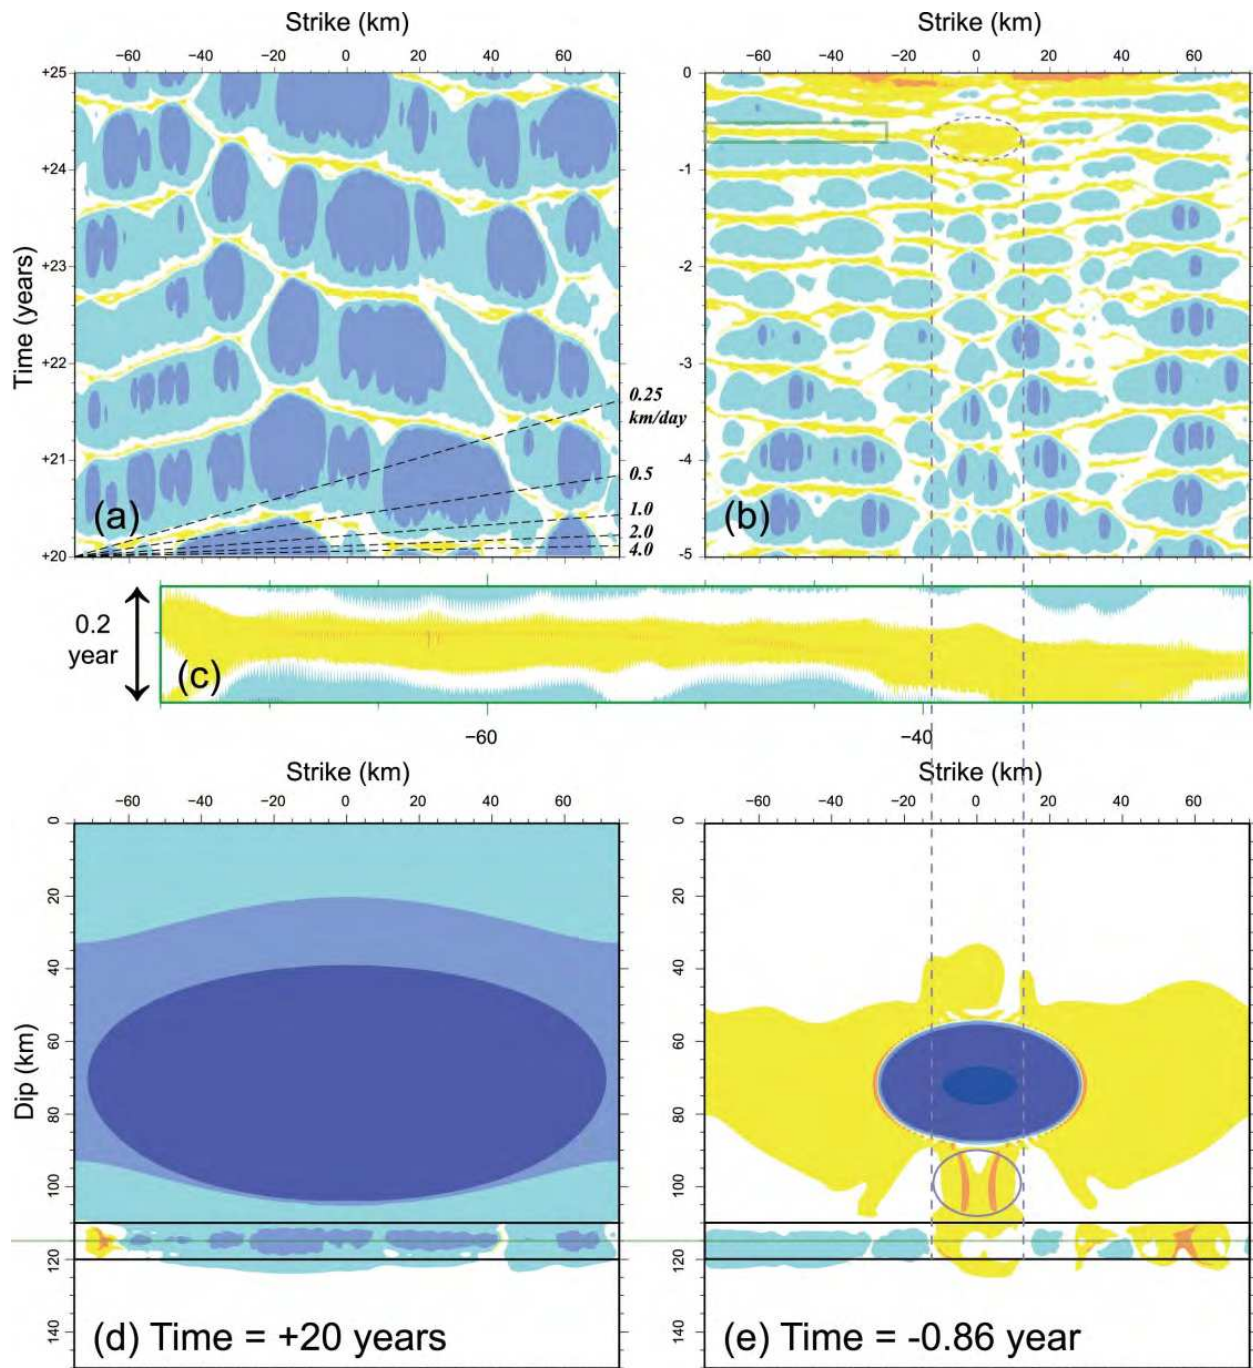 Strike (km)
Strike (km)
−60 −40 −20 0 20 40 60
−60 −40 −20 0 20 40 60
Time (years)
+25
+24
+23
+22
+21
+20
0
-1
-2
-3
-4
-5
0.25
km/day
0.5
1.0
2.0
4.0
(a)
(b)
0.2
year
(c)
−60
−40
Strike (km)
Strike (km)
−60 −40 −20 0 20 40 60
−60 −40 −20 0 20 40 60
Dip (km)
0
20
40
60
80
100
120
140
0
20
40
60
80
100
120
140
(d) Time = +20 years
(e) Time = -0.86 year